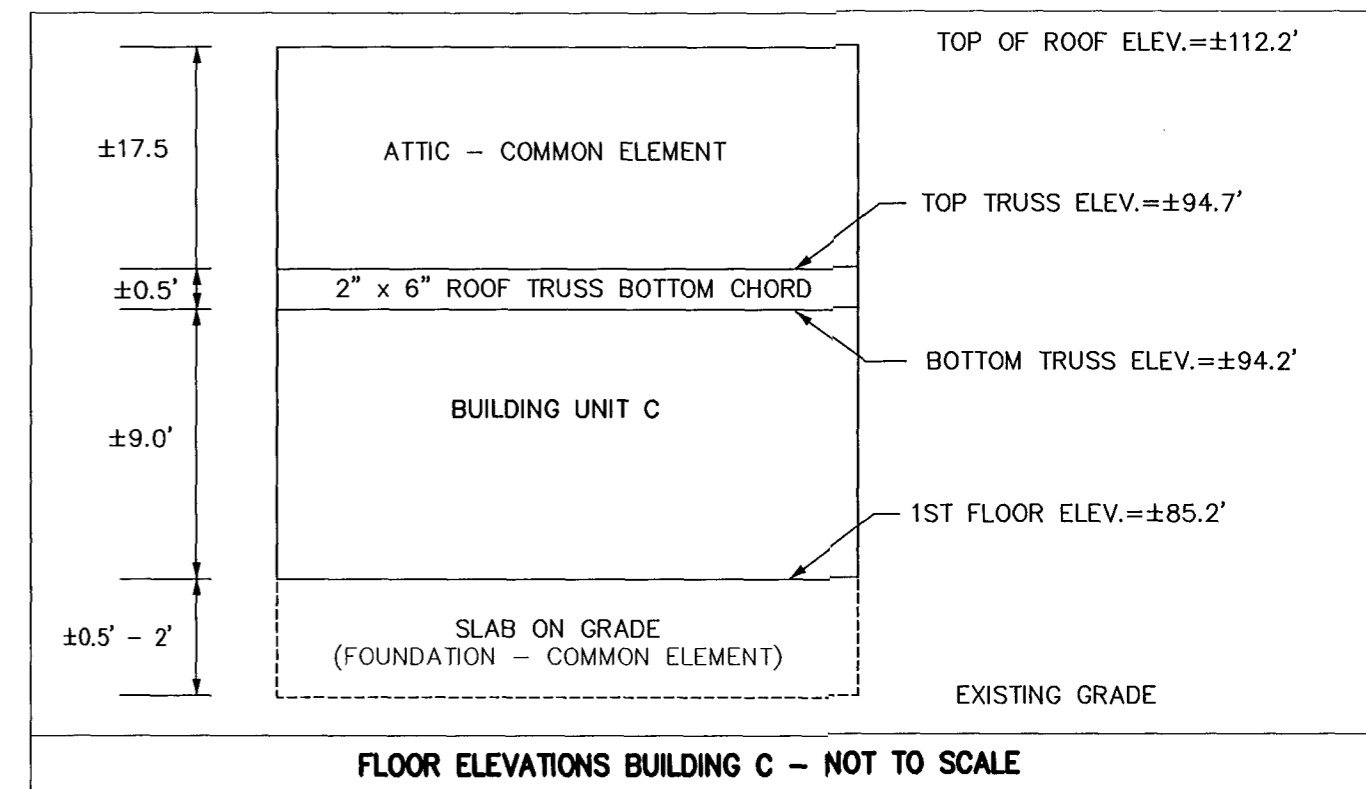 TOP OF ROOF ELEV.=±112.2’
±17.5
ATTIC – COMMON ELEMENT
TOP TRUSS ELEV.=±94.7’
±0.5’
2” x 6” ROOF TRUSS BOTTOM CHORD
BOTTOM TRUSS ELEV.=±94.2’
BUILDING UNIT C
±9.0’
1ST FLOOR ELEV.=±85.2’
±0.5’ – 2’
SLAB ON GRADE
(FOUNDATION – COMMON ELEMENT)
EXISTING GRADE
FLOOR ELEVATIONS BUILDING C – NOT TO SCALE